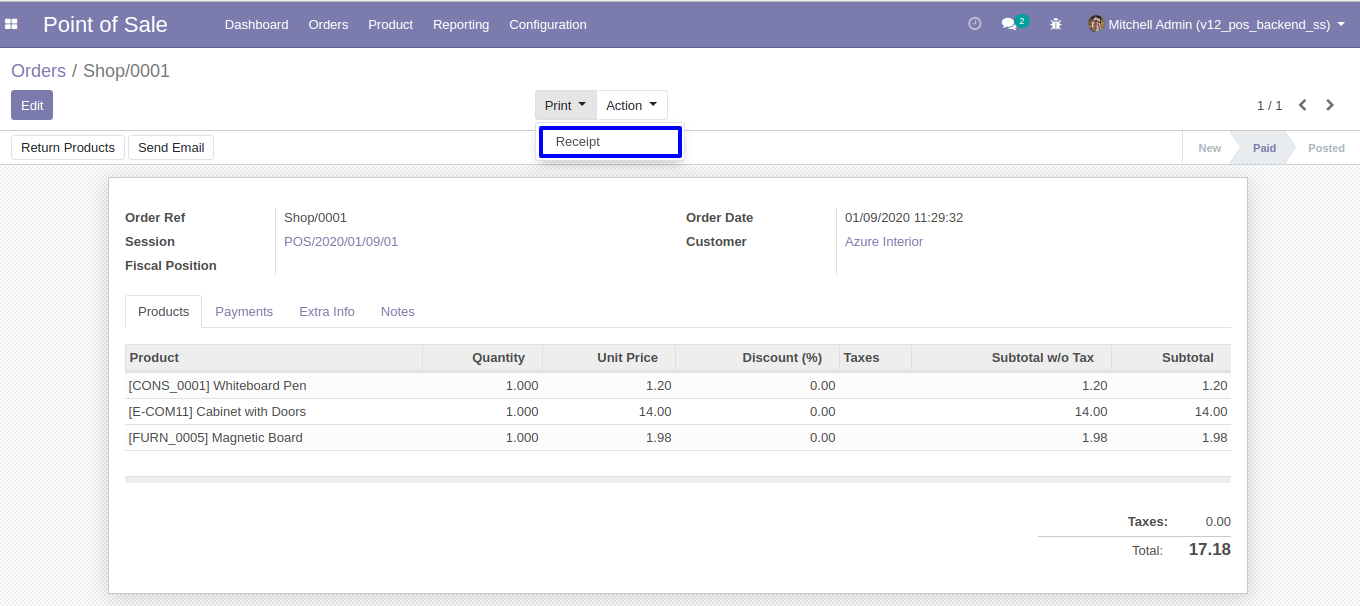 Point of Sale Dashboard Orders Product Reporting Configuration 2 Mitchell Admin (v12_pos_backend_ss)
Orders / Shop/0001
Edit Print Action 1 / 1
Receipt
Return Products Send Email New Paid Posted
Order Ref Shop/0001 Order Date 01/09/2020 11:29:32
Session POS/2020/01/09/01 Customer Azure Interior
Fiscal Position
Products Payments Extra Info Notes
Product Quantity Unit Price Discount (%) Taxes Subtotal w/o Tax Subtotal
[CONS_0001] Whiteboard Pen 1.000 1.20 0.00 1.20 1.20
[E-COM11] Cabinet with Doors 1.000 14.00 0.00 14.00 14.00
[FURN_0005] Magnetic Board 1.000 1.98 0.00 1.98 1.98
Taxes: 0.00
Total: 17.18